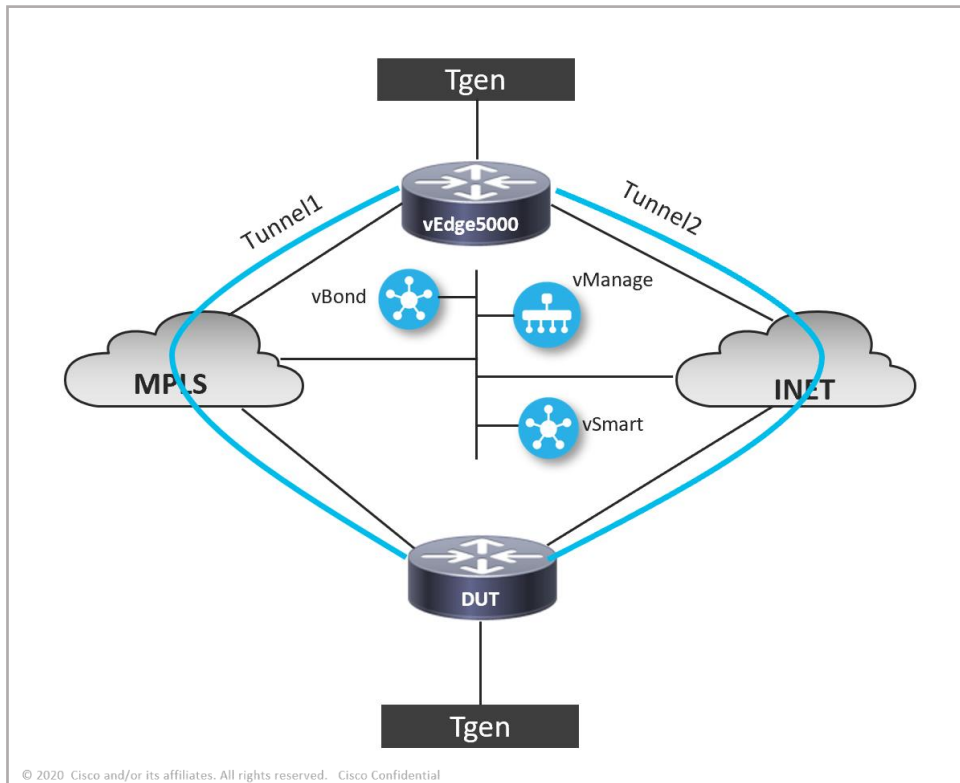 Tgen
vEdge5000
Tunnel1
Tunnel2
vBond
vManage
MPLS
INET
vSmart
DUT
Tgen
© 2020 Cisco and/or its affiliates. All rights reserved. Cisco Confidential